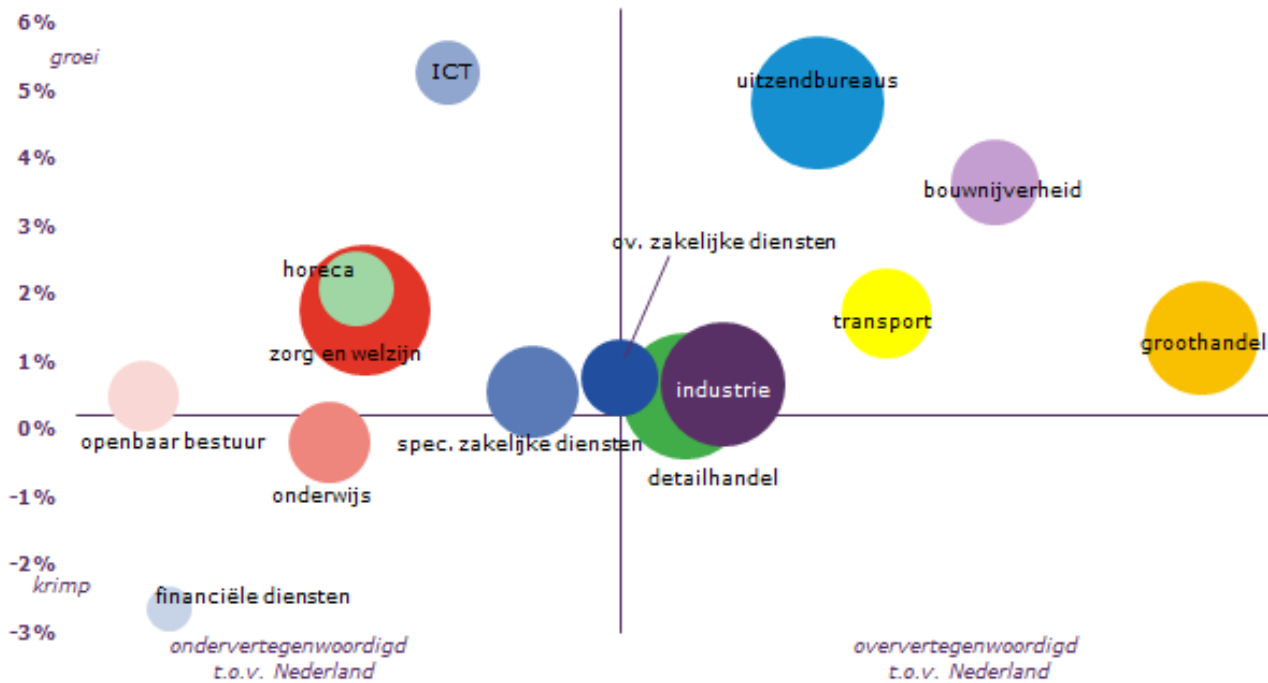 6%
groei
ICT
5%
uitzendbureaus
4%
bouwnijverheid
3%
ov. zakelijke diensten
horeca
2%
transport
groothandel
zorg en welzijn
1%
industrie
0%
openbaar bestuur
spec. zakelijke diensten
detailhandel
onderwijs
-1%
-2%
krimp
financiële diensten
-3%
ondervertegenwoordigd
t.o.v. Nederland
oververtegenwoordigd
t.o.v. Nederland